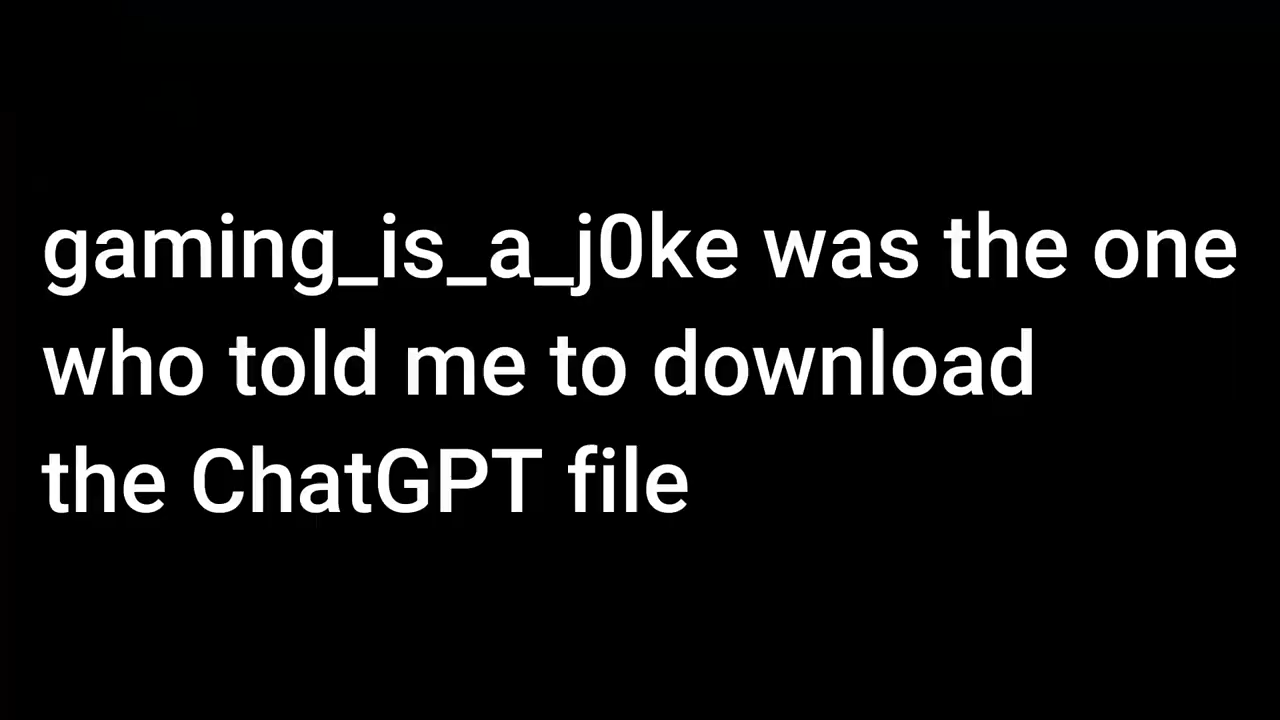 gaming_is_a_j0ke was the one
who told me to download
the ChatGPT file